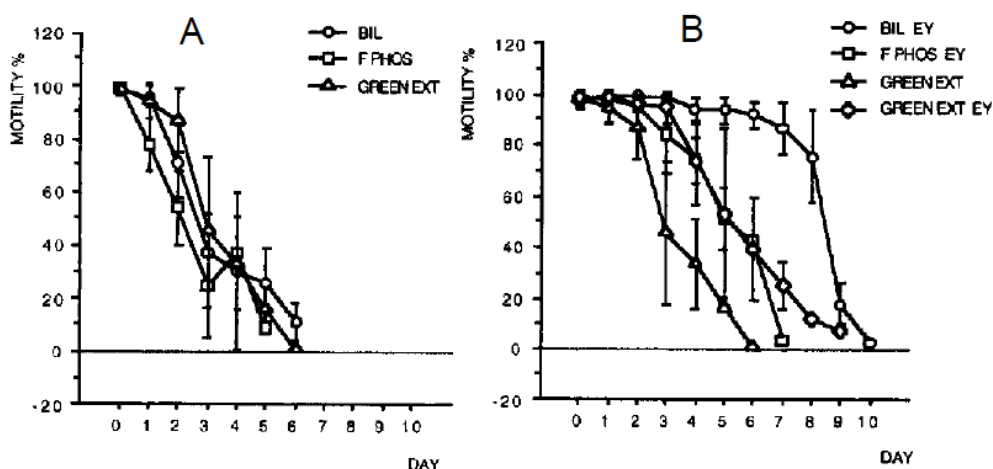 A
BIL
F PHOS
GREEN EXT
MOTILITY %
120
100
80
60
40
20
0
-20
0 1 2 3 4 5 6 7 8 9 10
DAY
B
BIL EY
F PHOS EY
GREEN EXT
GREEN EXT EY
MOTILITY %
120
100
80
60
40
20
0
-20
0 1 2 3 4 5 6 7 8 9 10
DAY